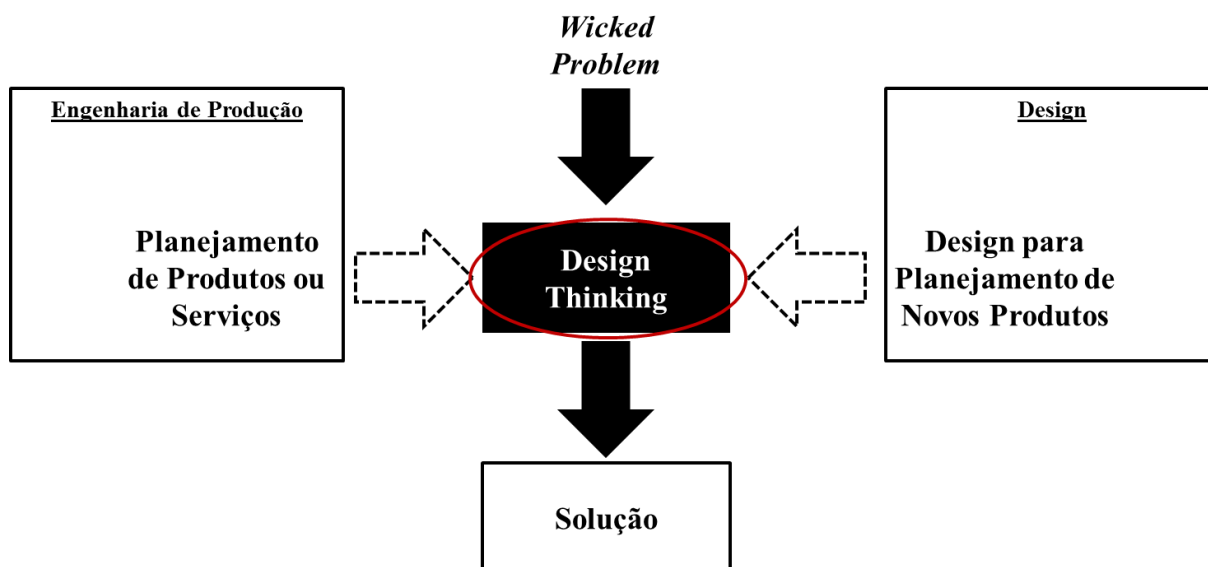 Wicked
Problem
Engenharia de Produção
Planejamento
de Produtos ou
Serviços
Design
Thinking
Design
Design para
Planejamento de
Novos Produtos
Solução